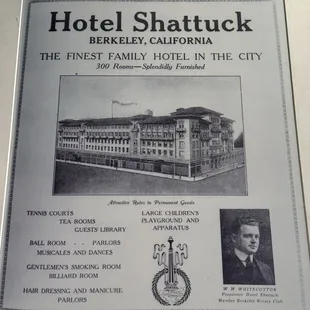 Hotel Shattuck
BERKELEY, CALIFORNIA
THE FINEST FAMILY HOTEL IN THE CITY
300 Rooms—Splendidly Furnished
Attractive Rates to Permanent Guests
TENNIS COURTS
TEA ROOMS
GUESTS' LIBRARY
BALL ROOM - - PARLORS
MUSICALES AND DANCES
GENTLEMEN'S SMOKING ROOM
BILLIARD ROOM
HAIR DRESSING AND MANICURE
PARLORS
LARGE CHILDREN'S
PLAYGROUND AND
APPARATUS
W. W. WHITECOTTON
Proprietor Hotel Shattuck
Member Berkeley Rotary Club